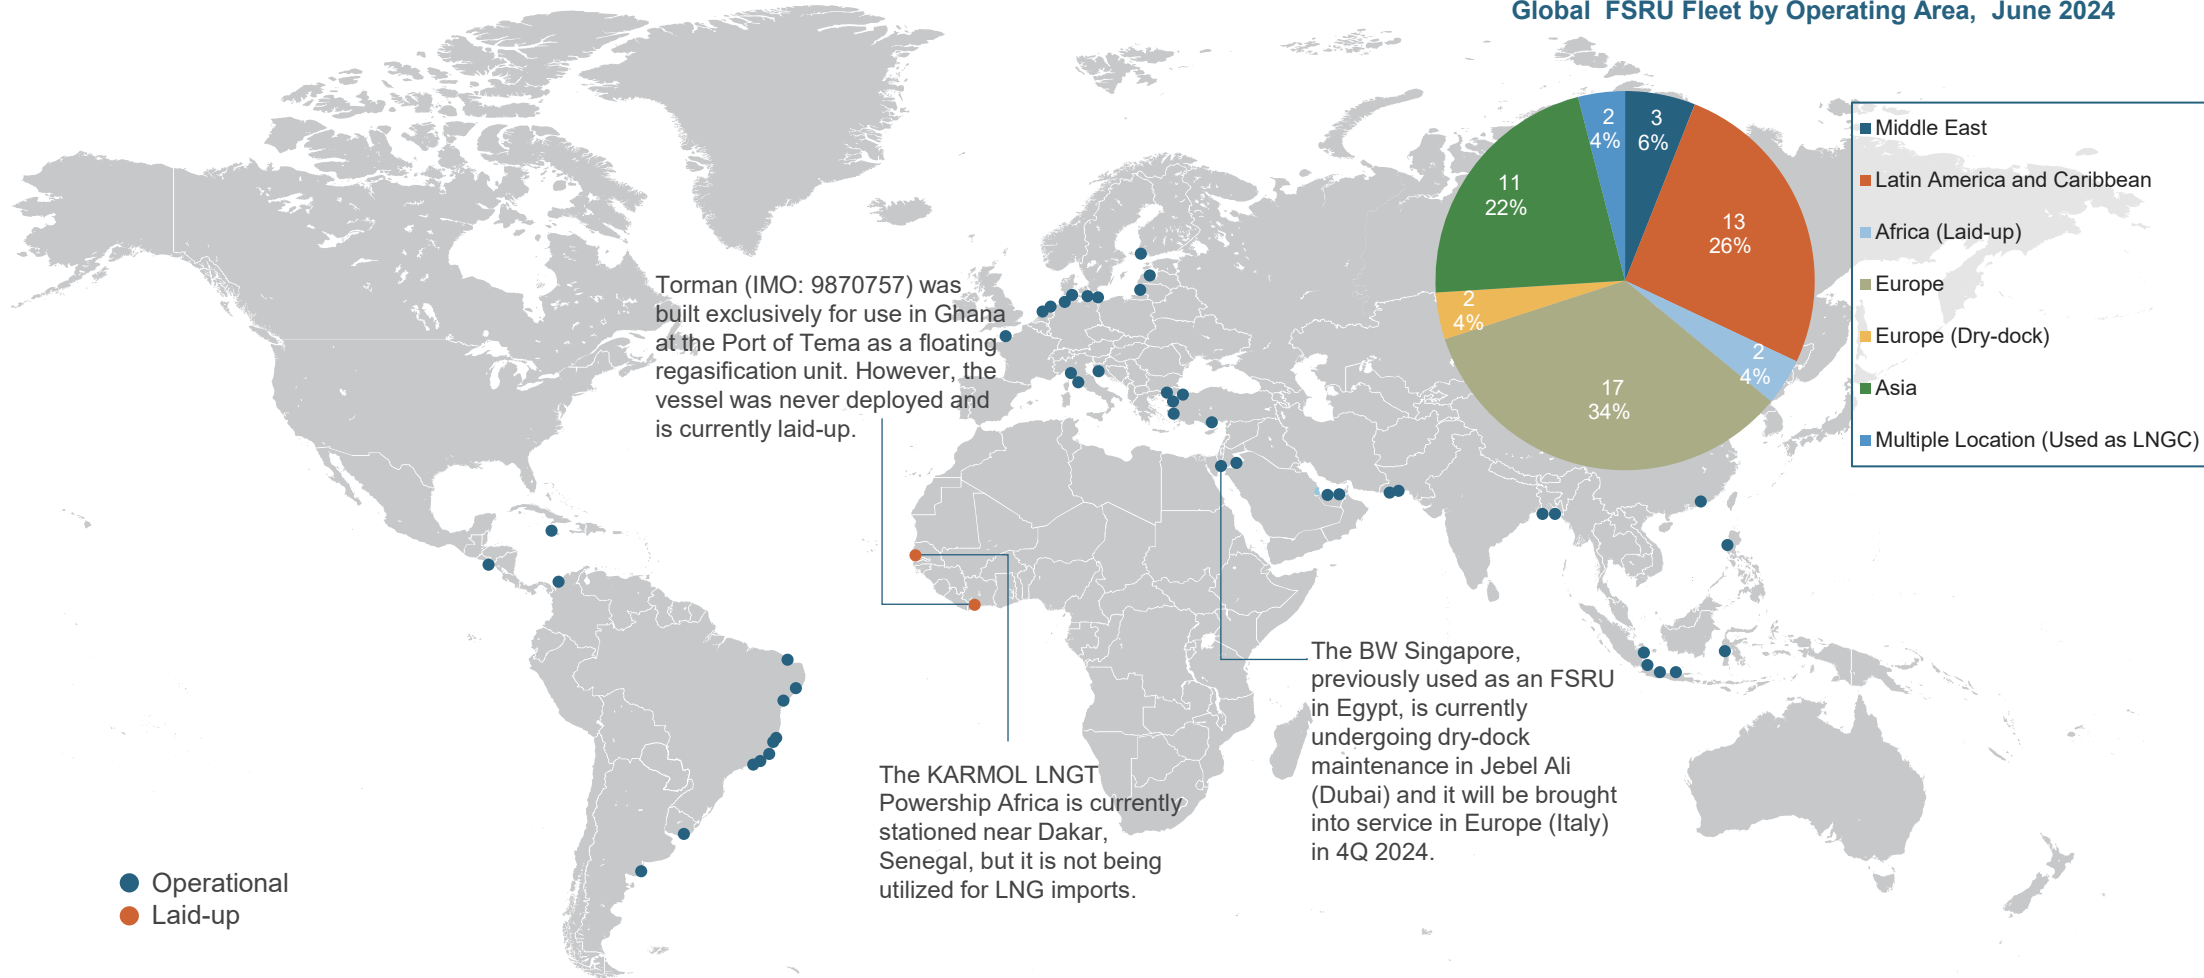 Global  FSRU Fleet by Operating Area,  June 2024
2
4%
3
6%
13
26%
2
4%
17
34%
2
4%
11
22%
Middle East
Latin America and Caribbean
Africa (Laid-up)
Europe
Europe (Dry-dock)
Asia
Multiple Location (Used as LNGC)
Torman (IMO: 9870757) was
built exclusively for use in Ghana
at the Port of Tema as a floating
regasification unit. However, the
vessel was never deployed and
is currently laid-up.
The KARMOL LNGT
Powership Africa is currently
stationed near Dakar,
Senegal, but it is not being
utilized for LNG imports.
The BW Singapore,
previously used as an FSRU
in Egypt, is currently
undergoing dry-dock
maintenance in Jebel Ali
(Dubai) and it will be brought
into service in Europe (Italy)
in 4Q 2024.
Operational
Laid-up